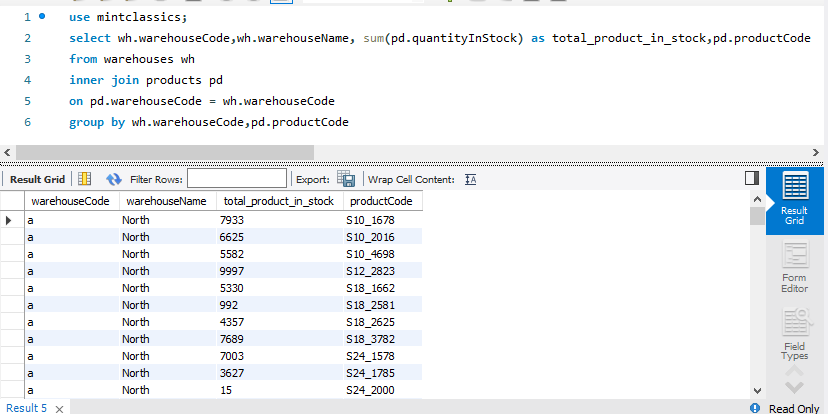 1 use mintclassics;
2 select wh.warehouseCode,wh.warehouseName, sum(pd.quantityInStock) as total_product_in_stock,pd.productCode
3 from warehouses wh
4 inner join products pd
5 on pd.warehouseCode = wh.warehouseCode
6 group by wh.warehouseCode,pd.productCode
Result Grid Filter Rows: Export: Wrap Cell Content: IA
warehouseCode warehouseName total_product_in_stock productCode
a North 7933 S10_1678
a North 6625 S10_2016
a North 5582 S10_4698
a North 9997 S12_2823
a North 5330 S18_1662
a North 992 S18_2581
a North 4357 S18_2625
a North 7689 S18_3782
a North 7003 S24_1578
a North 3627 S24_1785
a North 15 S24_2000
Result
Grid
Form
Editor
Field
Types
Result 5
Read Only